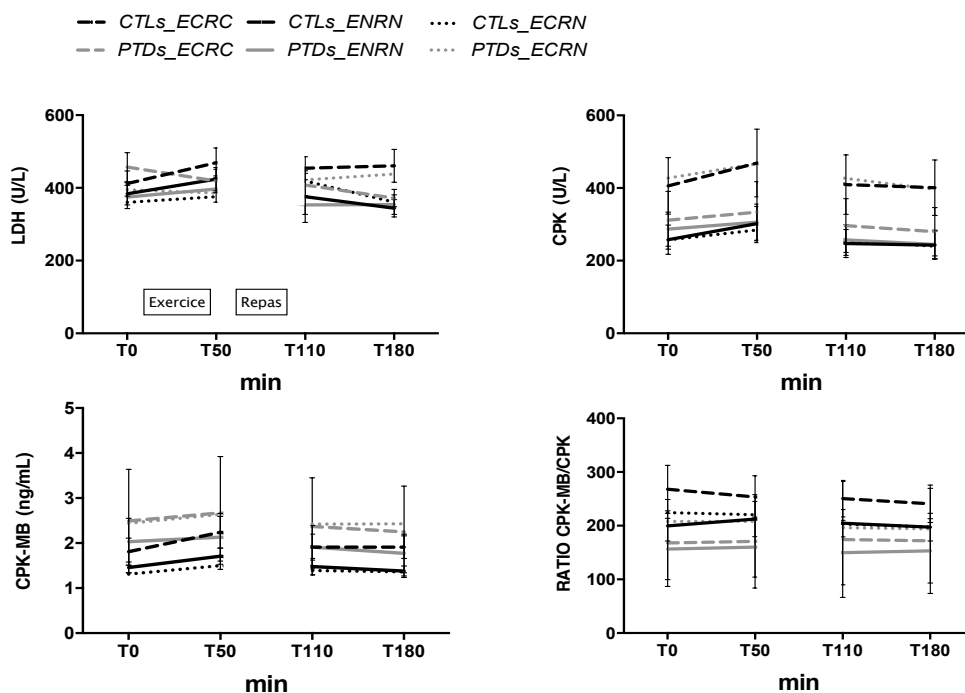 CTLs_ECRC CTLs_ENRN CTLs_ECRN
PTDs_ECRC PTDs_ENRN PTDs_ECRN
600
400
200
0
LDH (U/L)
Exercice Repas
T0 T50 T110 T180
min
600
400
200
0
CPK (U/L)
T0 T50 T110 T180
min
5
4
3
2
1
0
CPK-MB (ng/mL)
T0 T50 T110 T180
min
400
300
200
100
0
RATIO CPK-MB/CPK
T0 T50 T110 T180
min